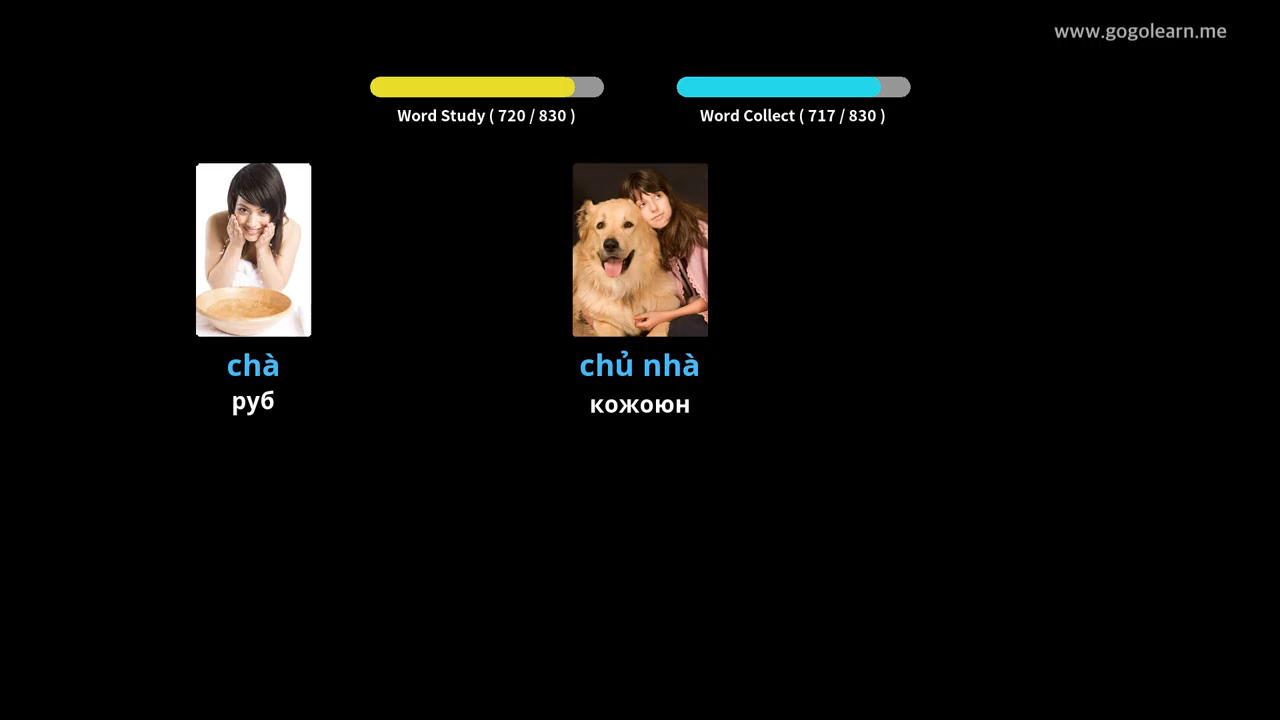 www.gogolearn.me
Word Study ( 720 / 830 )
Word Collect ( 717 / 830 )
chà
руб
chủ nhà
кожоюн